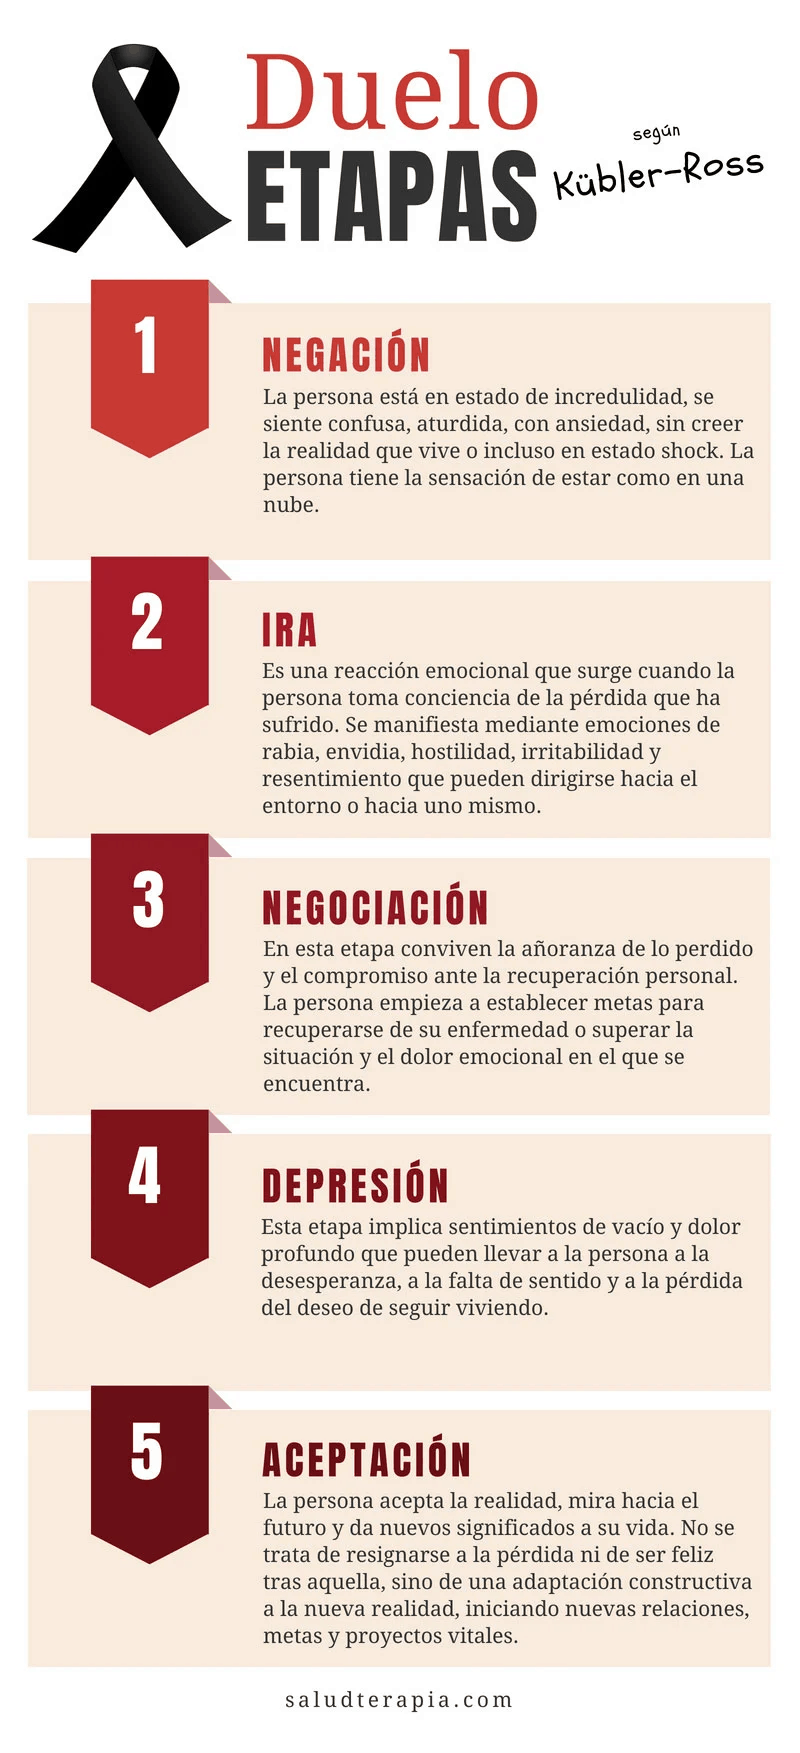 Duelo
ETAPAS
según
Kübler-Ross
1
NEGACIÓN
La persona está en estado de incredulidad, se
siente confusa, aturdida, con ansiedad, sin creer
la realidad que vive o incluso en estado shock. La
persona tiene la sensación de estar como en una
nube.
2
IRA
Es una reacción emocional que surge cuando la
persona toma conciencia de la pérdida que ha
sufrido. Se manifiesta mediante emociones de
rabia, envidia, hostilidad, irritabilidad y
resentimiento que pueden dirigirse hacia el
entorno o hacia uno mismo.
3
NEGOCIACIÓN
En esta etapa conviven la añoranza de lo perdido
y el compromiso ante la recuperación personal.
La persona empieza a establecer metas para
recuperarse de su enfermedad o superar la
situación y el dolor emocional en el que se
encuentra.
4
DEPRESIÓN
Esta etapa implica sentimientos de vacío y dolor
profundo que pueden llevar a la persona a la
desesperanza, a la falta de sentido y a la pérdida
del deseo de seguir viviendo.
5
ACEPTACIÓN
La persona acepta la realidad, mira hacia el
futuro y da nuevos significados a su vida. No se
trata de resignarse a la pérdida ni de ser feliz
tras aquella, sino de una adaptación constructiva
a la nueva realidad, iniciando nuevas relaciones,
metas y proyectos vitales.
saludterapia.com